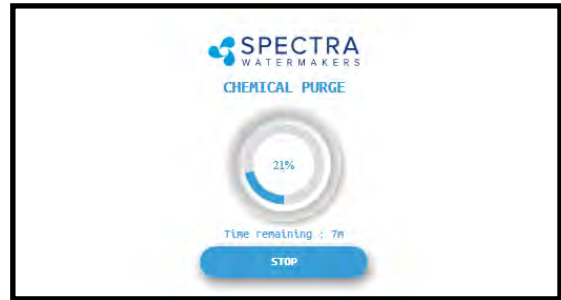 SPECTRA
WATERMAKERS
CHEMICAL PURGE
21%
Time remaining : 7m
STOP